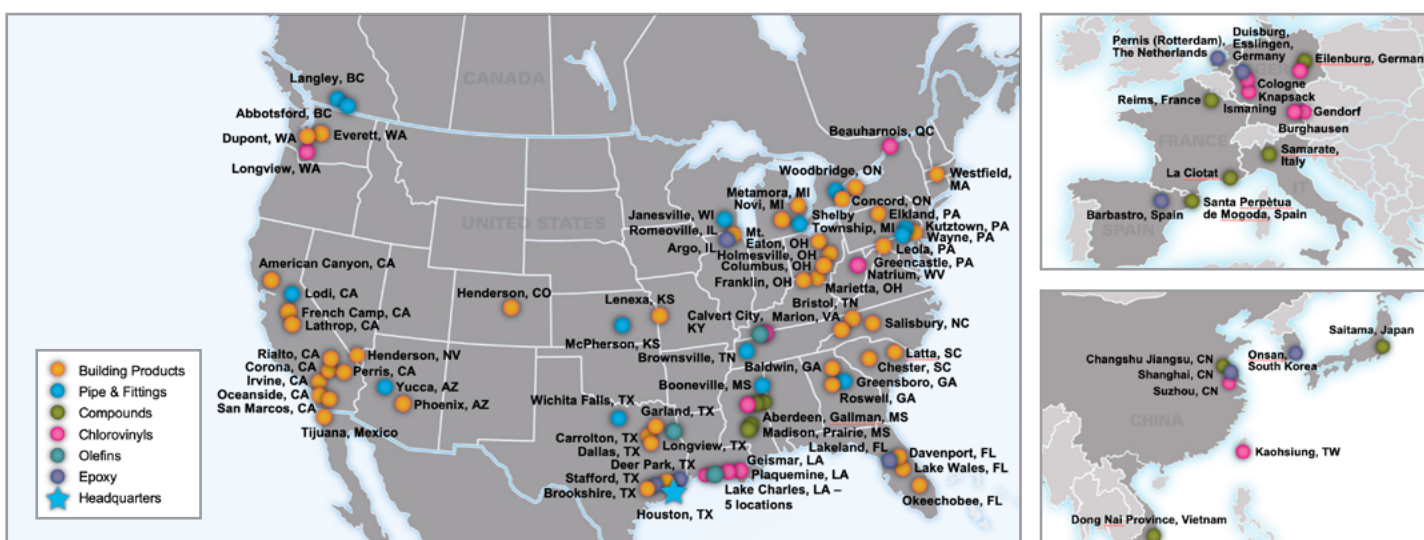 CANADA
UNITED STATES
Langley, BC
Abbotsford, BC
Dupont, WA
Everett, WA
Longview, WA
Beauharnois, QC
Woodbridge, ON
Westfield,
MA
Metamora, MI
Novi, MI
Concord, ON
Janesville, WI
Shelby
Township, MI
Elkland, PA
Kutztown, PA
Romeoville, IL
Mt.
Eaton, OH
Wayne, PA
Argo, IL
Holmesville, OH
Leola, PA
Columbus, OH
Greencastle, PA
Natrium, WV
Franklin, OH
Marietta, OH
American Canyon, CA
Lodi, CA
French Camp, CA
Lathrop, CA
Henderson, CO
Lenexa, KS
McPherson, KS
Calvert City,
KY
Bristol, TN
Marion, VA
Salisbury, NC
Brownsville, TN
Rialto, CA
Henderson, NV
Corona, CA
Perris, CA
Irvine, CA
Yucca, AZ
Oceanside, CA
Phoenix, AZ
San Marcos, CA
Tijuana, Mexico
Baldwin, GA
Latta, SC
Chester, SC
Booneville, MS
Greensboro, GA
Roswell, GA
Wichita Falls, TX
Garland, TX
Aberdeen, Gallman, MS
Madison, Prairie, MS
Carrolton, TX
Dallas, TX
Longview, TX
Lakeland, FL
Davenport, FL
Lake Wales, FL
Okeechobee, FL
Deer Park, TX
Geismar, LA
Stafford, TX
Plaquemine, LA
Brookshire, TX
Lake Charles, LA –
5 locations
Houston, TX
Building Products
Pipe & Fittings
Compounds
Chlorovinyls
Olefins
Epoxy
Headquarters
Pernis (Rotterdam),
The Netherlands
Duisburg,
Esslingen,
Germany
Eilenburg, German
Cologne
Knapsack
Reims, France
Ismaning
Gendorf
Burghausen
FRANCE
Samarate,
Italy
La Ciotat
IT
Barbastro, Spain
SPAIN
Santa Perpètua
de Mogoda, Spain
Saitama, Japan
Changshu Jiangsu, CN
Onsan,
South Korea
Shanghai, CN
Suzhou, CN
CHINA
Kaohsiung, TW
Dong Nai Province, Vietnam